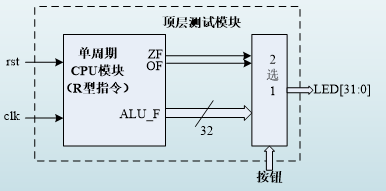 顶层测试模块
rst
clk
单周期
CPU模块
(R型指令)
ZF
OF
ALU_F
32
2
选
1
LED[31:0]
按钮